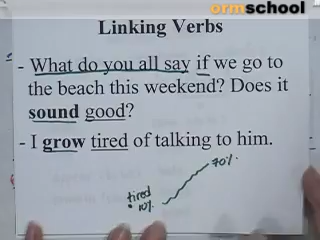 ormschool
Linking Verbs
- What do you all say if we go to
the beach this weekend? Does it
sound good?
- I grow tired of talking to him.
70%
tired
10%